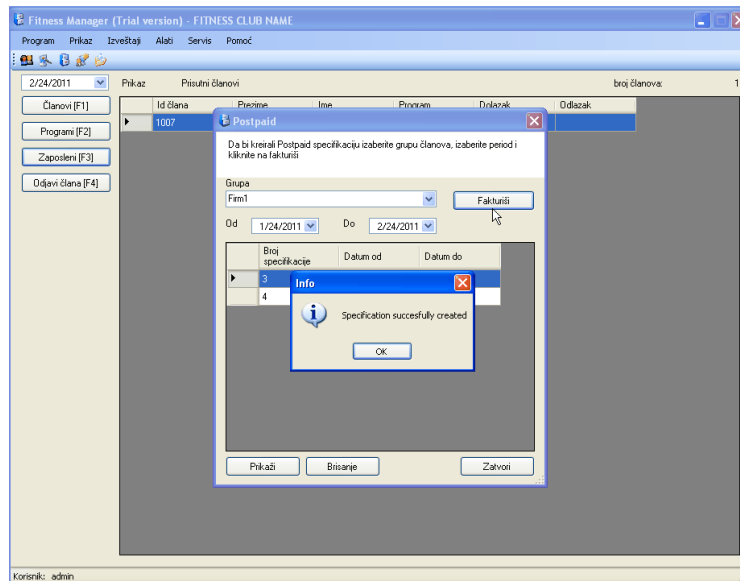 Fitness Manager (Trial version) - FITNESS CLUB NAME
Program Prikaz Izveštaji Alati Servis Pomoć
2/24/2011 Prikaz Prisutni članovi broj članova: 1
Članovi [F1]
Programi [F2]
Zaposleni [F3]
Odjavi člana [F4]
Id člana Prezime Ime Program Dolazak Odlazak
1007
Postpaid
Da bi kreirali Postpaid specifikaciju izaberite grupu članova, izaberite period i
kliknite na fakturiši
Grupa
Firm1 Fakturiši
Od 1/24/2011 Do 2/24/2011
Broj
specifikacije Datum od Datum do
3
4
Info
Specification succesfully created
OK
Prikaži Brisanje Zatvori
Korisnik: admin